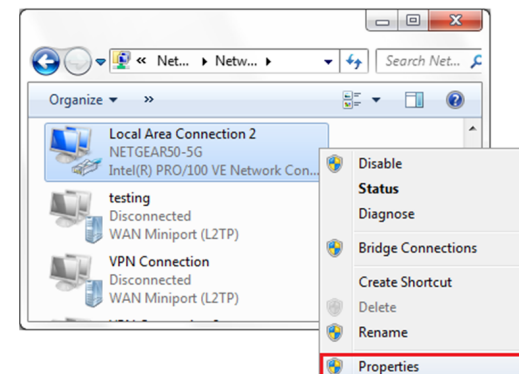 « Net... Netw... Search Net...
Organize »
Local Area Connection 2
NETGEAR50-5G
Intel(R) PRO/100 VE Network Con...
testing
Disconnected
WAN Miniport (L2TP)
VPN Connection
Disconnected
WAN Miniport (L2TP)
Disable
Status
Diagnose
Bridge Connections
Create Shortcut
Delete
Rename
Properties